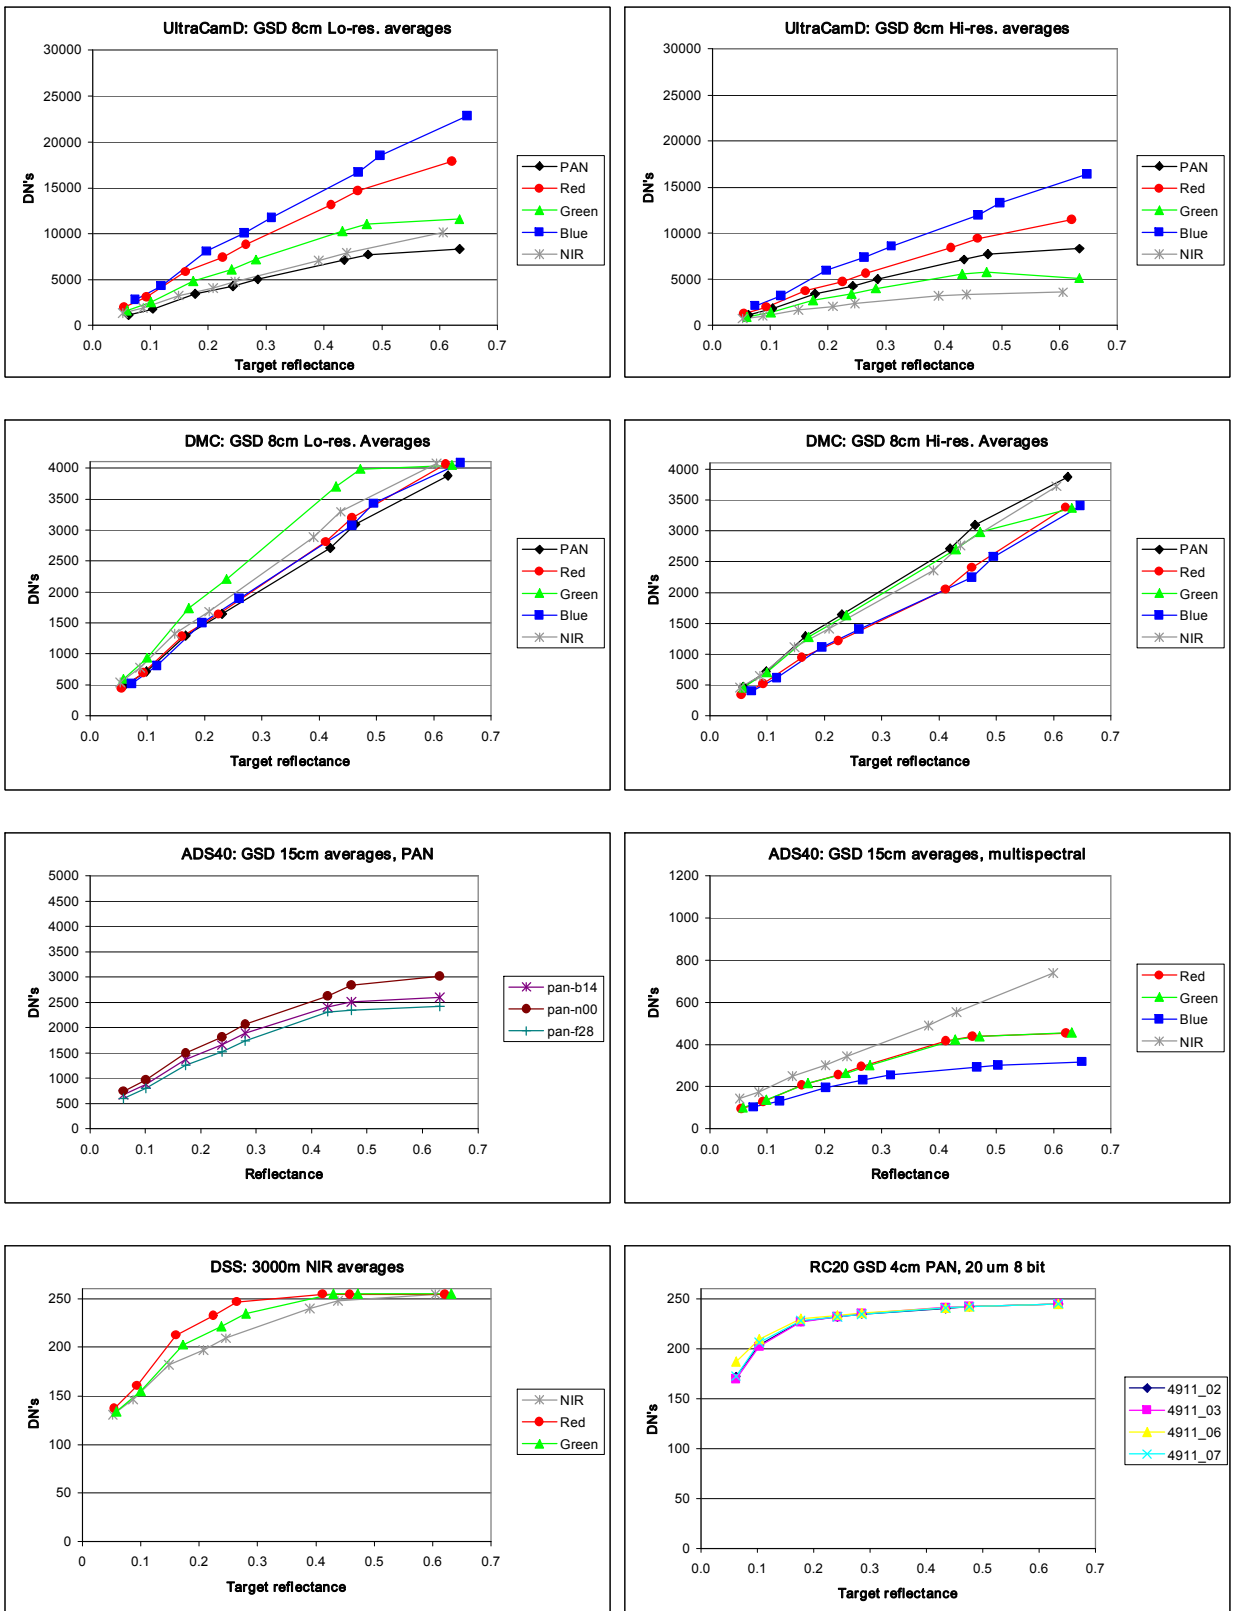 UltraCamD: GSD 8cm Lo-res. averages
30000
25000
20000
15000
10000
5000
0
DN's
0.0 0.1 0.2 0.3 0.4 0.5 0.6 0.7
Target reflectance
PAN
Red
Green
Blue
NIR
UltraCamD: GSD 8cm Hi-res. averages
30000
25000
20000
15000
10000
5000
0
DN's
0.0 0.1 0.2 0.3 0.4 0.5 0.6 0.7
Target reflectance
PAN
Red
Green
Blue
NIR
DMC: GSD 8cm Lo-res. Averages
4000
3500
3000
2500
2000
1500
1000
500
0
DN's
0.0 0.1 0.2 0.3 0.4 0.5 0.6 0.7
Target reflectance
PAN
Red
Green
Blue
NIR
DMC: GSD 8cm Hi-res. Averages
4000
3500
3000
2500
2000
1500
1000
500
0
DN's
0.0 0.1 0.2 0.3 0.4 0.5 0.6 0.7
Target reflectance
PAN
Red
Green
Blue
NIR
ADS40: GSD 15cm averages, PAN
5000
4500
4000
3500
3000
2500
2000
1500
1000
500
0
DN's
0.0 0.1 0.2 0.3 0.4 0.5 0.6 0.7
Reflectance
pan-b14
pan-n00
pan-f28
ADS40: GSD 15cm averages, multispectral
1200
1000
800
600
400
200
0
DN's
0.0 0.1 0.2 0.3 0.4 0.5 0.6 0.7
Reflectance
Red
Green
Blue
NIR
DSS: 3000m NIR averages
250
200
150
100
50
0
DN's
0 0.1 0.2 0.3 0.4 0.5 0.6 0.7
Target reflectance
NIR
Red
Green
RC20 GSD 4cm PAN, 20 um 8 bit
250
200
150
100
50
0
DN's
0.0 0.1 0.2 0.3 0.4 0.5 0.6 0.7
Target reflectance
4911_02
4911_03
4911_06
4911_07